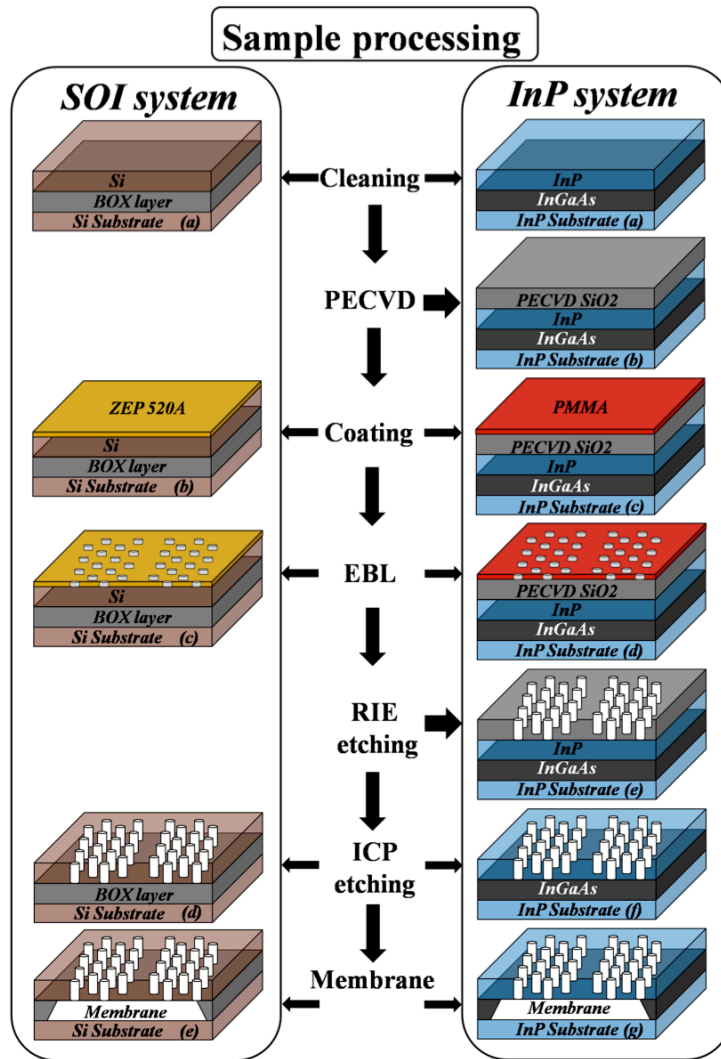 Sample processing
SOI system
InP system
Si
BOX layer
Si Substrate (a)
Cleaning
InP
InGaAs
InP Substrate (a)
PECVD
PECVD SiO2
InP
InGaAs
InP Substrate (b)
ZEP 520A
Si
BOX layer
Si Substrate (b)
Coating
PMMA
PECVD SiO2
InP
InGaAs
InP Substrate (c)
Si
BOX layer
Si Substrate (c)
EBL
PECVD SiO2
InP
InGaAs
InP Substrate (d)
RIE
etching
InP
InGaAs
InP Substrate (e)
BOX layer
Si Substrate (d)
ICP
etching
InGaAs
InP Substrate (f)
Membrane
Si Substrate (e)
Membrane
Membrane
InP Substrate (g)